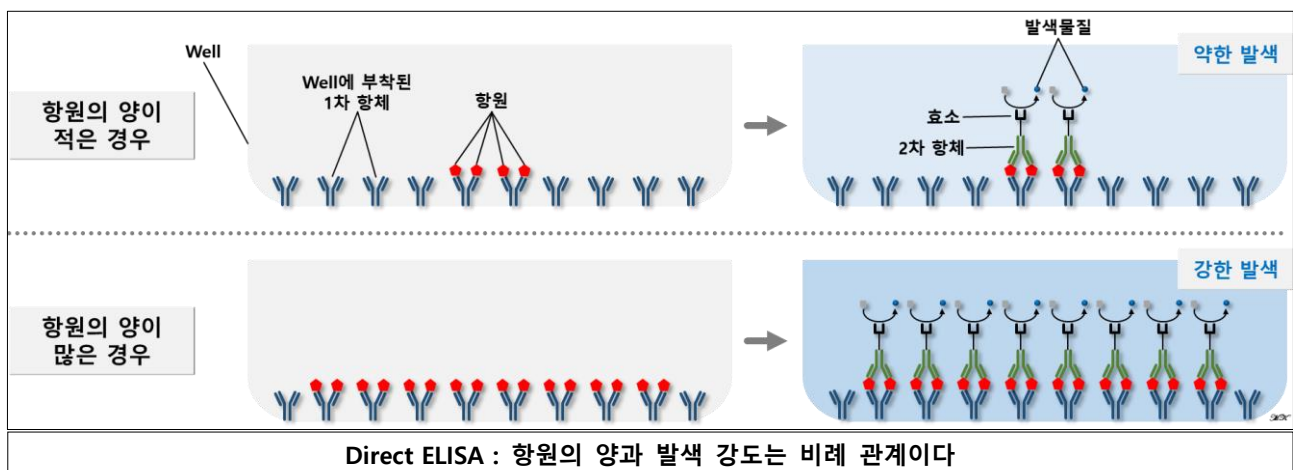 항원의 양이
적은 경우
Well
Well에 부착된
1차 항체
항원
발색물질
약한 발색
효소
2차 항체
항원의 양이
많은 경우
강한 발색
Direct ELISA : 항원의 양과 발색 강도는 비례 관계이다